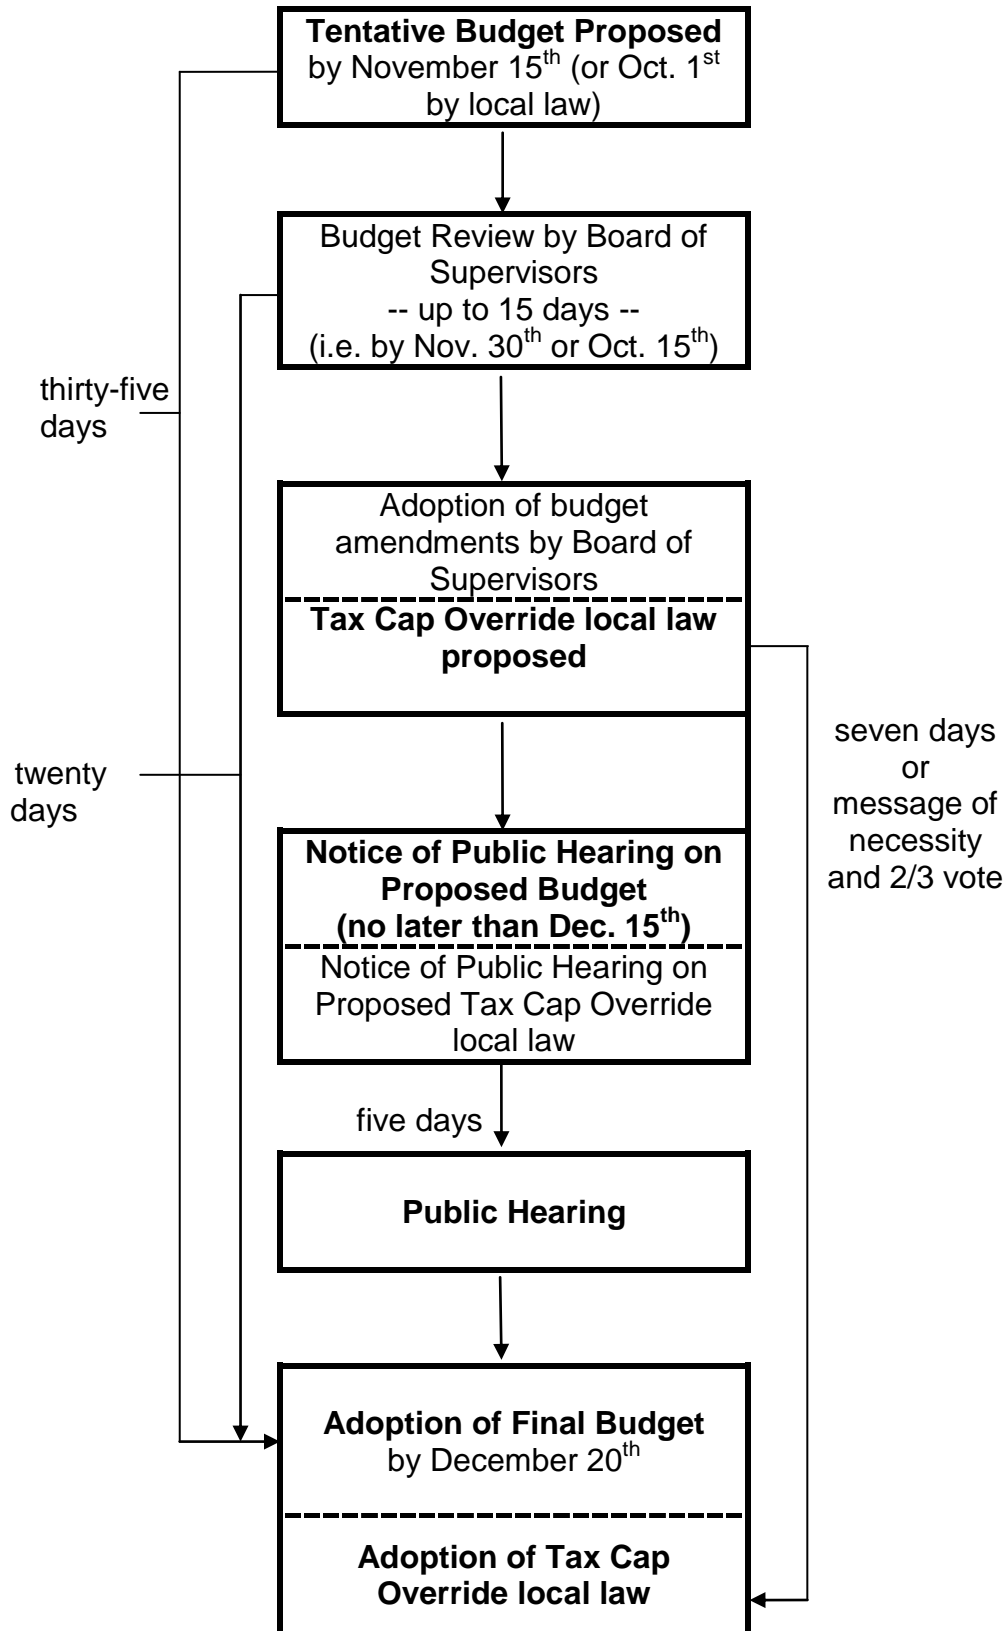 Tentative Budget Proposed
by November 15th (or Oct. 1st
by local law)
Budget Review by Board of
Supervisors
-- up to 15 days --
(i.e. by Nov. 30th or Oct. 15th)
thirty-five
days
Adoption of budget
amendments by Board of
Supervisors
Tax Cap Override local law
proposed
seven days
or
message of
necessity
and 2/3 vote
twenty
days
Notice of Public Hearing on
Proposed Budget
(no later than Dec. 15th)
Notice of Public Hearing on
Proposed Tax Cap Override
local law
five days
Public Hearing
Adoption of Final Budget
by December 20th
Adoption of Tax Cap
Override local law